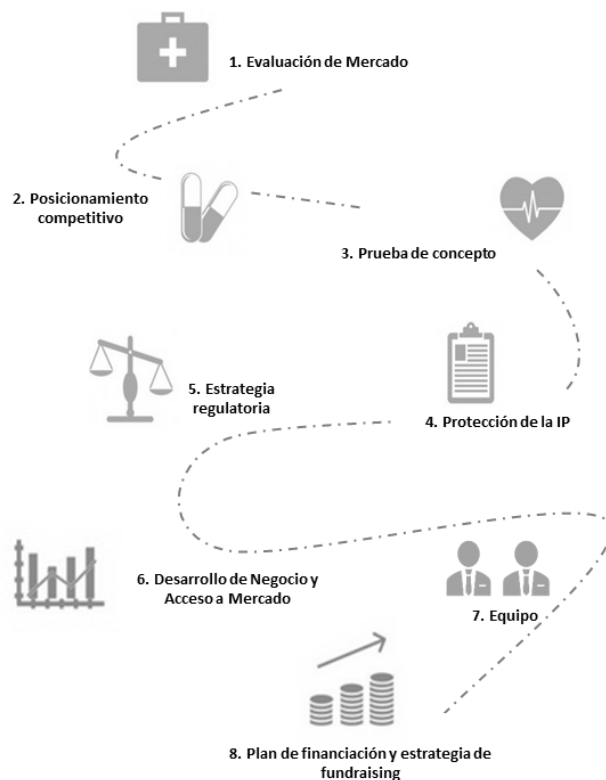 1. Evaluación de Mercado
2. Posicionamiento
competitivo
3. Prueba de concepto
4. Protección de la IP
5. Estrategia
regulatoria
6. Desarrollo de Negocio y
Acceso a Mercado
7. Equipo
8. Plan de financiación y estrategia de
fundraising